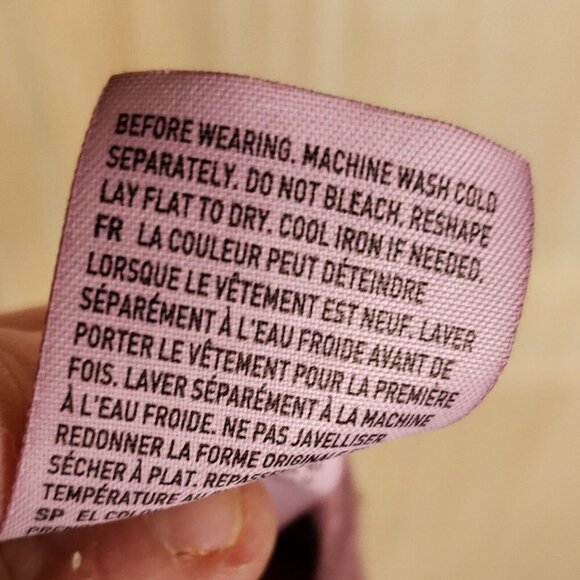 BEFORE WEARING. MACHINE WASH COLD
SEPARATELY. DO NOT BLEACH. RESHAPE
LAY FLAT TO DRY. COOL IRON IF NEEDED.
FR LA COULEUR PEUT DÉTEINDRE
LORSQUE LE VÊTEMENT EST NEUF. LAVER
SÉPARÉMENT À L'EAU FROIDE AVANT DE
PORTER LE VÊTEMENT POUR LA PREMIÈRE
FOIS. LAVER SÉPARÉMENT À LA MACHINE
À L'EAU FROIDE. NE PAS JAVELLISER
REDONNER LA FORME ORIGINALE
SÉCHER À PLAT.
TEMPÉRATURE
SP EL